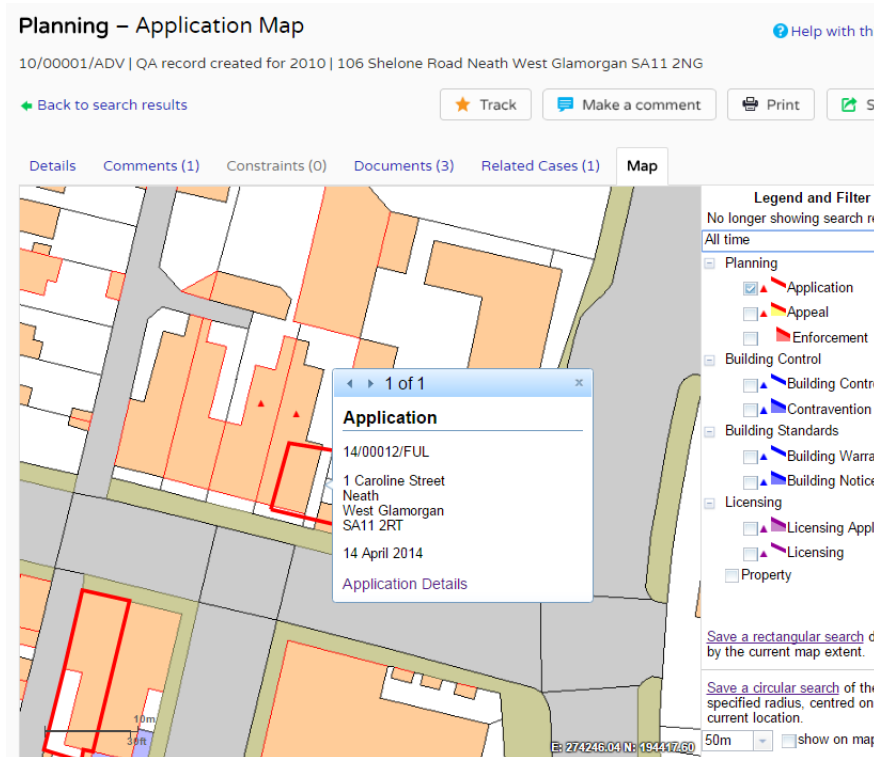 Planning – Application Map
Help with th
10/00001/ADV | QA record created for 2010 | 106 Shelone Road Neath West Glamorgan SA11 2NG
Back to search results
Track
Make a comment
Print
S
Details
Comments (1)
Constraints (0)
Documents (3)
Related Cases (1)
Map
Legend and Filter
No longer showing search re
All time
Planning
Application
Appeal
Enforcement
Building Control
Building Contr
Contravention
Building Standards
Building Warra
Building Notice
Licensing
Licensing Appl
Licensing
Property
Save a rectangular search d
by the current map extent.
Save a circular search of the
specified radius, centred on
current location.
50m
show on map
1 of 1
Application
14/00012/FUL
1 Caroline Street
Neath
West Glamorgan
SA11 2RT
14 April 2014
Application Details
10m
30ft
E: 274246.04 N: 194417.60